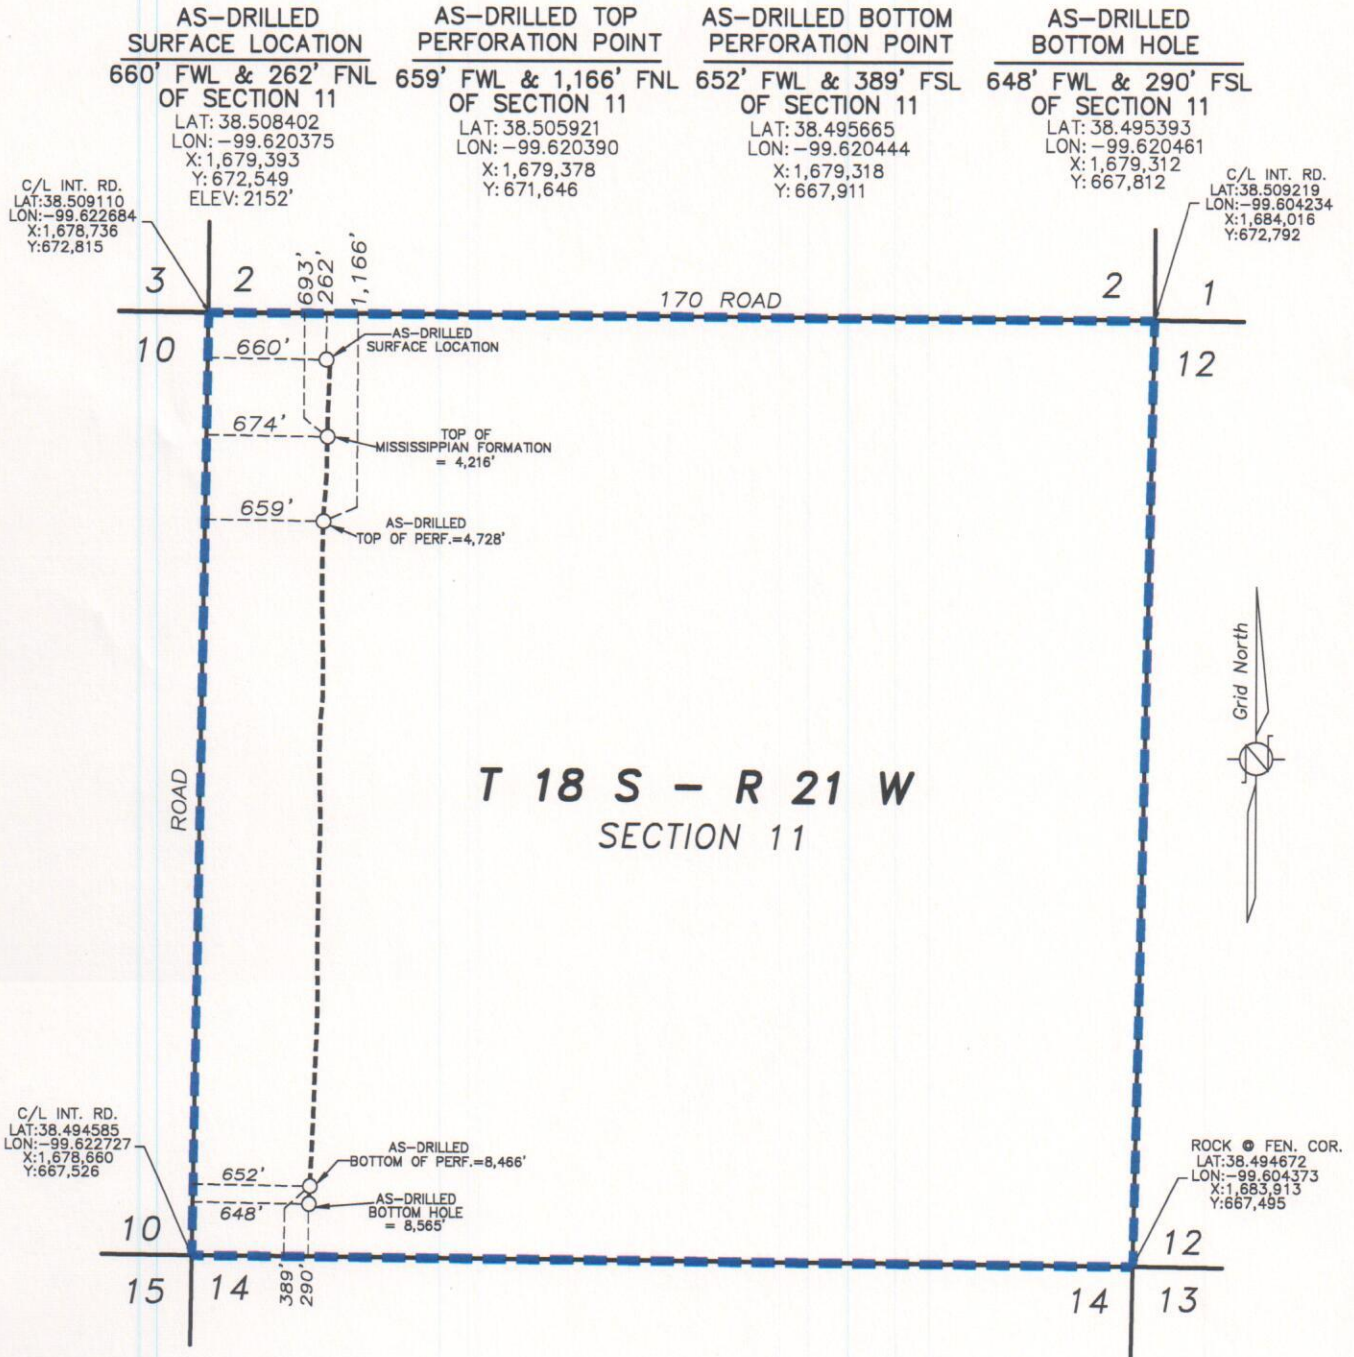 AS-DRILLED
SURFACE LOCATION
660' FWL & 262' FNL
OF SECTION 11
LAT: 38.508402
LON: -99.620375
X: 1,679,393
Y: 672,549
ELEV: 2152'
AS-DRILLED TOP
PERFORATION POINT
659' FWL & 1,166' FNL
OF SECTION 11
LAT: 38.505921
LON: -99.620390
X: 1,679,378
Y: 671,646
AS-DRILLED BOTTOM
PERFORATION POINT
652' FWL & 389' FSL
OF SECTION 11
LAT: 38.495665
LON: -99.620444
X: 1,679,318
Y: 667,911
AS-DRILLED
BOTTOM HOLE
648' FWL & 290' FSL
OF SECTION 11
LAT: 38.495393
LON: -99.620461
X: 1,679,312
Y: 667,812
C/L INT. RD.
LAT:38.509110
LON:-99.622684
X:1,678,736
Y:672,815
C/L INT. RD.
LAT:38.509219
LON:-99.604234
X:1,684,016
Y:672,792
3 2
693'
262'
1,166'
170 ROAD
2 1
10
12
660'
AS-DRILLED
SURFACE LOCATION
674'
TOP OF
MISSISSIPPIAN FORMATION
= 4,216'
659'
AS-DRILLED
TOP OF PERF.=4,728'
Grid North
ROAD
T 18 S - R 21 W
SECTION 11
N
C/L INT. RD.
LAT:38.494585
LON:-99.622727
X:1,678,660
Y:667,526
652'
AS-DRILLED
BOTTOM OF PERF.=8,466'
648'
AS-DRILLED
BOTTOM HOLE
= 8,565'
ROCK @ FEN. COR.
LAT:38.494672
LON:-99.604373
X:1,683,913
Y:667,495
10
12
15 14
389'
290'
14 13